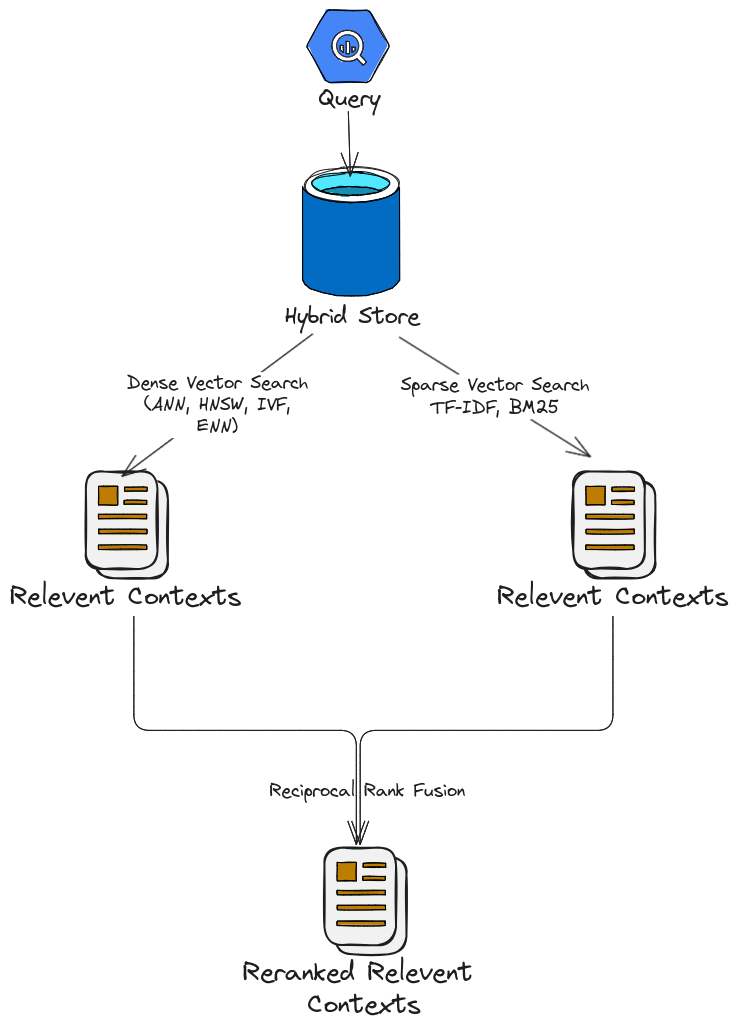 Query
Hybrid Store
Dense Vector Search
(ANN, HNSW, IVF,
ENN)
Sparse Vector Search
TF-IDF, BM25
Relevent Contexts
Relevent Contexts
Reciprocal Rank Fusion
Reranked Relevent
Contexts